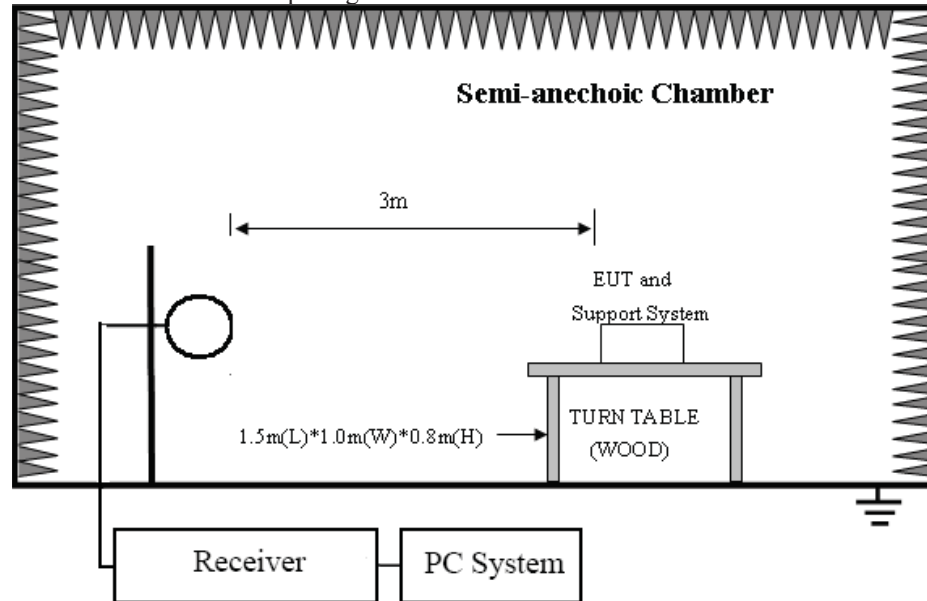 Semi-anechoic Chamber
3m
EUT and
Support System
1.5m(L)*1.0m(W)*0.8m(H)
TURN TABLE
(WOOD)
Receiver
PC System